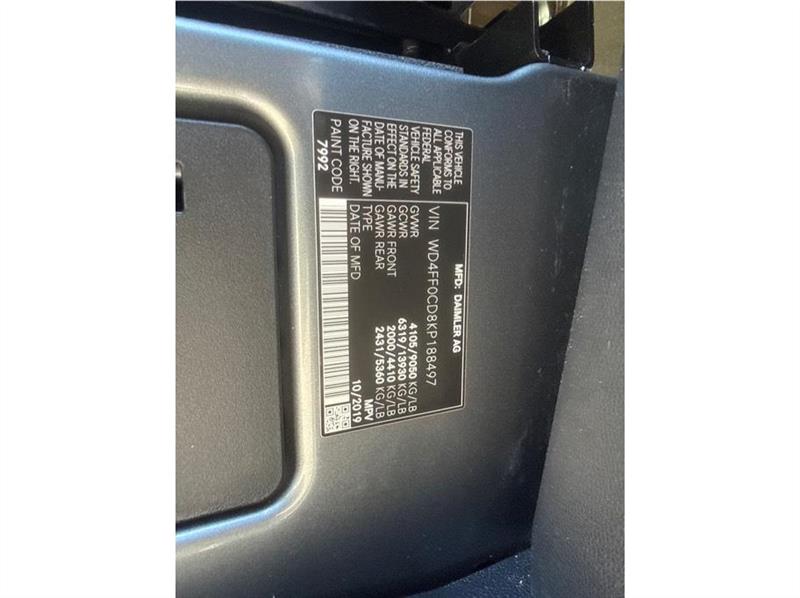 MFD: DAIMLER AG
VIN WD4FF0CD8KP188497
THIS VEHICLE
CONFORMS TO
ALL APPLICABLE
FEDERAL
VEHICLE SAFETY
STANDARDS IN
EFFECT ON THE
DATE OF MANU-
FACTURE SHOWN
ON THE RIGHT.
PAINT CODE
7992
GVWR 4105/9050 KG/LB
GCWR 6319/13930 KG/LB
GAWR FRONT 2000/4410 KG/LB
GAWR REAR 2431/5360 KG/LB
TYPE MPV
DATE OF MFD 10/2019